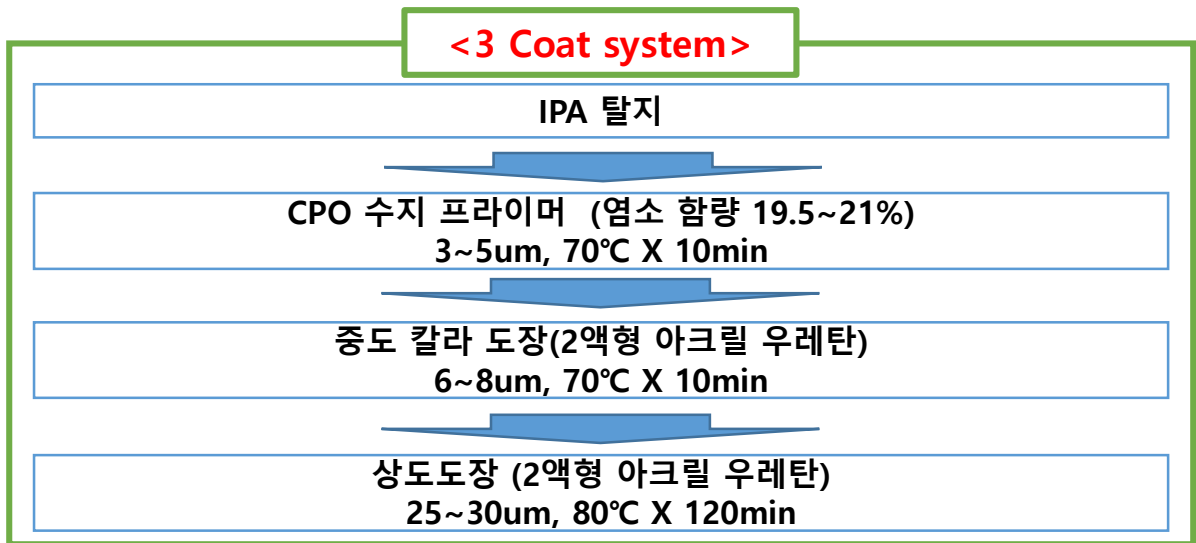 <3 Coat system>
IPA 탈지
CPO 수지 프라이머 (염소 함량 19.5~21%)
3~5um, 70℃ X 10min
중도 칼라 도장(2액형 아크릴 우레탄)
6~8um, 70℃ X 10min
상도도장 (2액형 아크릴 우레탄)
25~30um, 80℃ X 120min